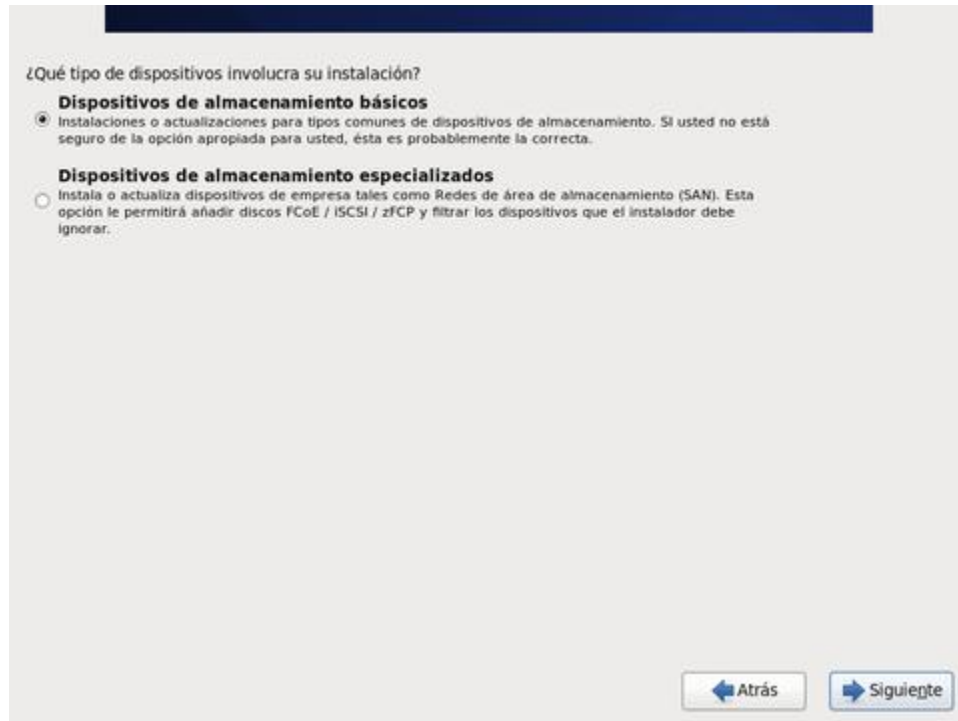 ¿Qué tipo de dispositivos involucra su instalación?
Dispositivos de almacenamiento básicos
Instalaciones o actualizaciones para tipos comunes de dispositivos de almacenamiento. SI usted no está
seguro de la opción apropiada para usted, ésta es probablemente la correcta.
Dispositivos de almacenamiento especializados
Instala o actualiza dispositivos de empresa tales como Redes de área de almacenamiento (SAN). Esta
opción le permitirá añadir discos FCoE / iSCSI / zFCP y filtrar los dispositivos que el instalador debe
ignorar.
Atrás
Siguiente